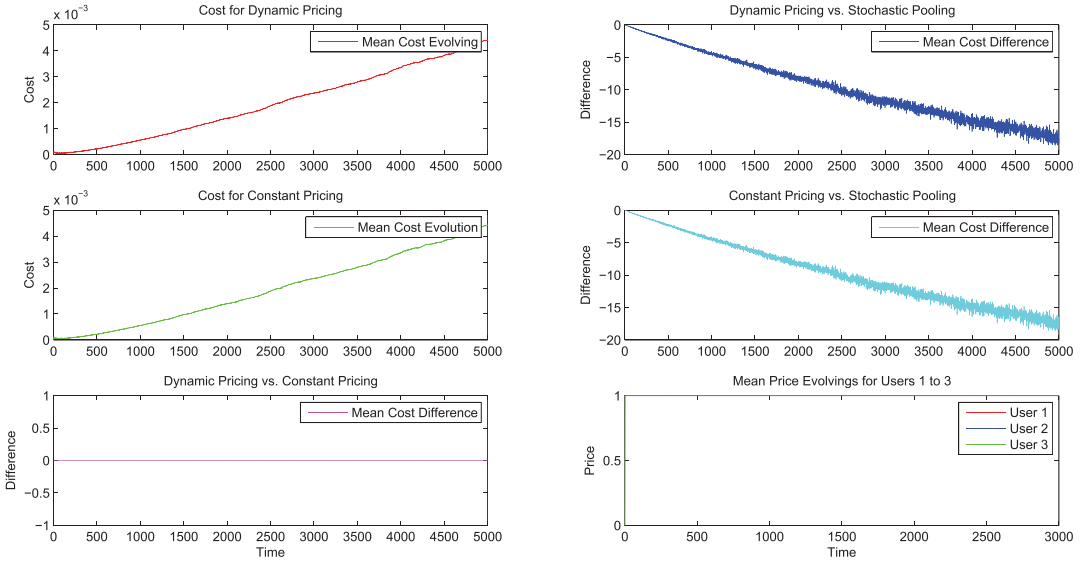 Cost for Dynamic Pricing
x 10⁻³
5
4
3
2
1
0
Cost
Mean Cost Evolving
0 500 1000 1500 2000 2500 3000 3500 4000 4500 5000
Dynamic Pricing vs. Stochastic Pooling
0
−5
−10
−15
−20
Difference
Mean Cost Difference
0 500 1000 1500 2000 2500 3000 3500 4000 4500 5000
Cost for Constant Pricing
x 10⁻³
5
4
3
2
1
0
Cost
Mean Cost Evolution
0 500 1000 1500 2000 2500 3000 3500 4000 4500 5000
Constant Pricing vs. Stochastic Pooling
0
−5
−10
−15
−20
Difference
Mean Cost Difference
0 500 1000 1500 2000 2500 3000 3500 4000 4500 5000
Dynamic Pricing vs. Constant Pricing
1
0.5
0
−0.5
−1
Difference
Mean Cost Difference
0 500 1000 1500 2000 2500 3000 3500 4000 4500 5000
Time
Mean Price Evolvings for Users 1 to 3
1
0.5
0
Price
User 1
User 2
User 3
0 500 1000 1500 2000 2500 3000
Time